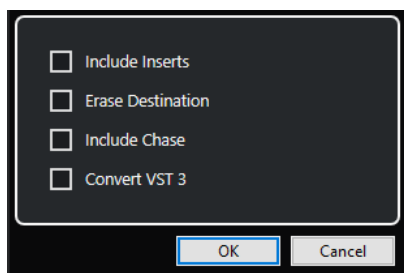 Include Inserts
Erase Destination
Include Chase
Convert VST 3
OK Cancel